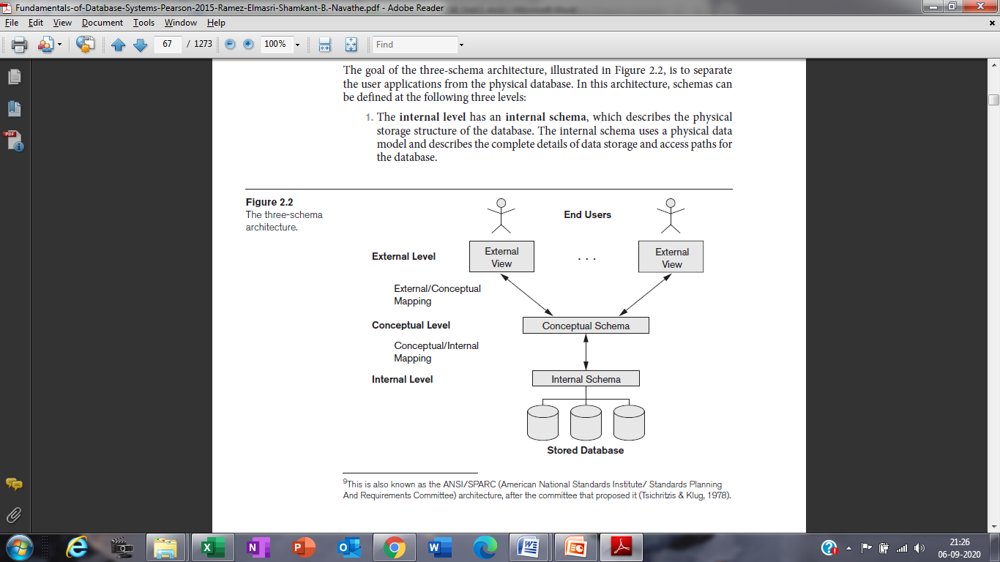 Fundamentals-of-Database-Systems-Pearson-2015-Ramez-Elmasri-Shamkant-B.-Navathe.pdf - Adobe Reader
File Edit View Document Tools Window Help
67 / 1273 100% Find
The goal of the three-schema architecture, illustrated in Figure 2.2, is to separate
the user applications from the physical database. In this architecture, schemas can
be defined at the following three levels:
1. The internal level has an internal schema, which describes the physical
storage structure of the database. The internal schema uses a physical data
model and describes the complete details of data storage and access paths for
the database.
Figure 2.2
The three-schema
architecture.
End Users
External Level
External
View
. . .
External
View
External/Conceptual
Mapping
Conceptual Level
Conceptual Schema
Conceptual/Internal
Mapping
Internal Level
Internal Schema
Stored Database
9This is also known as the ANSI/SPARC (American National Standards Institute/ Standards Planning
And Requirements Committee) architecture, after the committee that proposed it (Tsichritzis & Klug, 1978).
21:26
06-09-2020